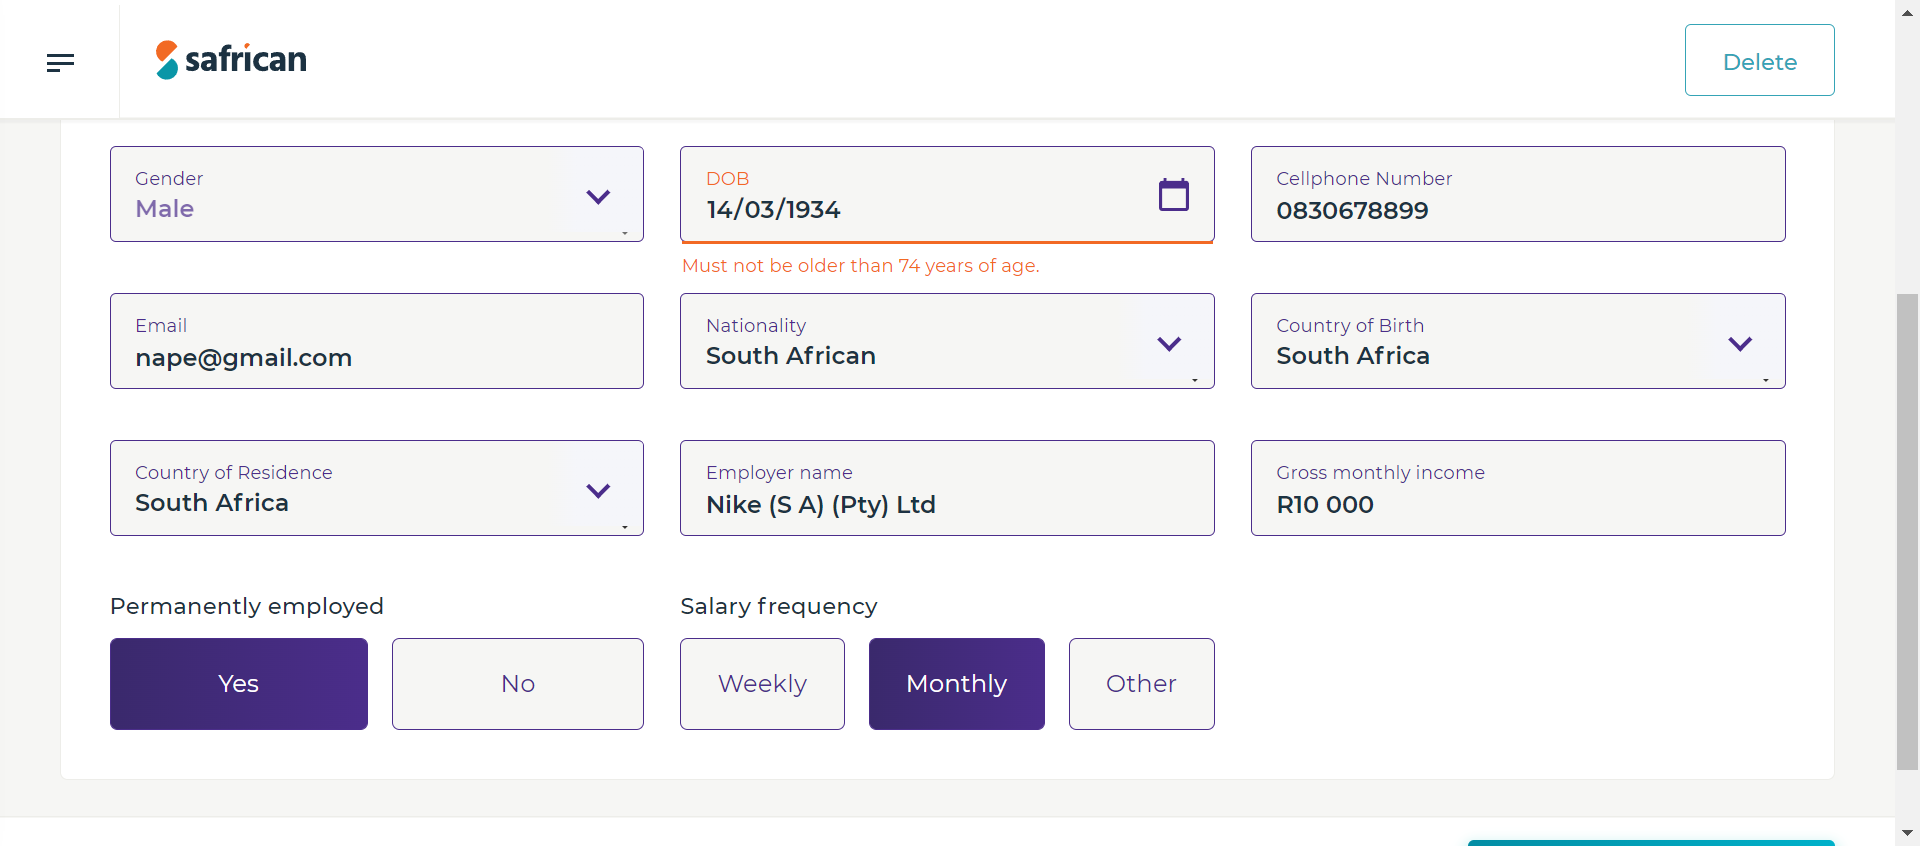 safrican
Delete
Gender
Male
DOB
14/03/1934
Cellphone Number
0830678899
Must not be older than 74 years of age.
Email
nape@gmail.com
Nationality
South African
Country of Birth
South Africa
Country of Residence
South Africa
Employer name
Nike (S A) (Pty) Ltd
Gross monthly income
R10 000
Permanently employed
Yes
No
Salary frequency
Weekly
Monthly
Other